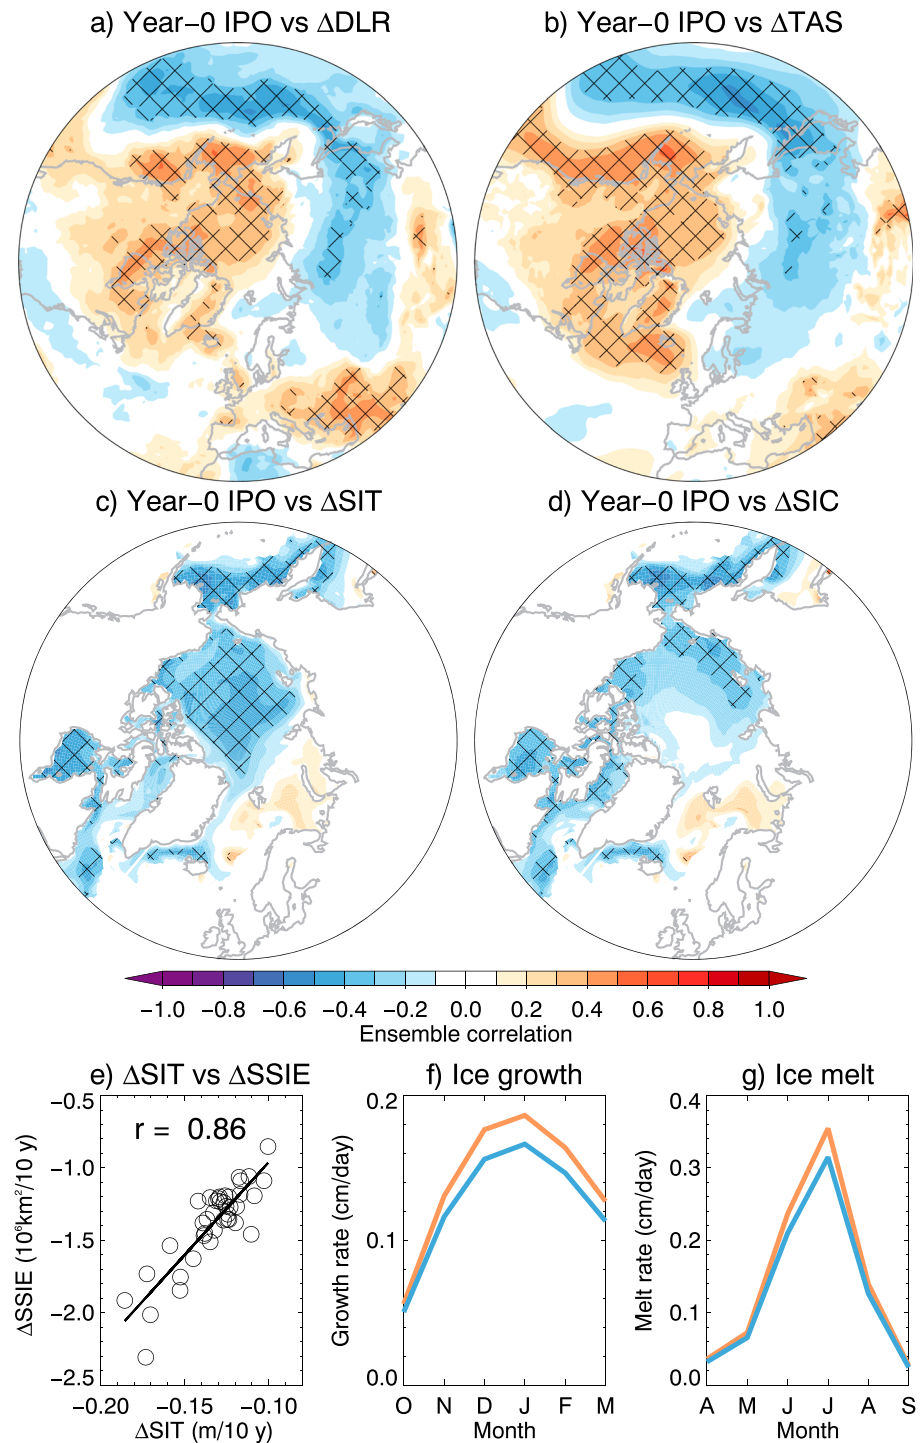 a) Year−0 IPO vs ΔDLR
b) Year−0 IPO vs ΔTAS
c) Year−0 IPO vs ΔSIT
d) Year−0 IPO vs ΔSIC
−1.0 −0.8 −0.6 −0.4 −0.2 0.0 0.2 0.4 0.6 0.8 1.0
Ensemble correlation
e) ΔSIT vs ΔSSIE
r = 0.86
−0.5
−1.0
−1.5
−2.0
−2.5
ΔSSIE (10⁶km²/10 y)
−0.20 −0.15 −0.10
ΔSIT (m/10 y)
f) Ice growth
0.2
0.1
0.0
Growth rate (cm/day)
O N D J F M
Month
g) Ice melt
0.4
0.3
0.2
0.1
0.0
Melt rate (cm/day)
A M J J A S
Month